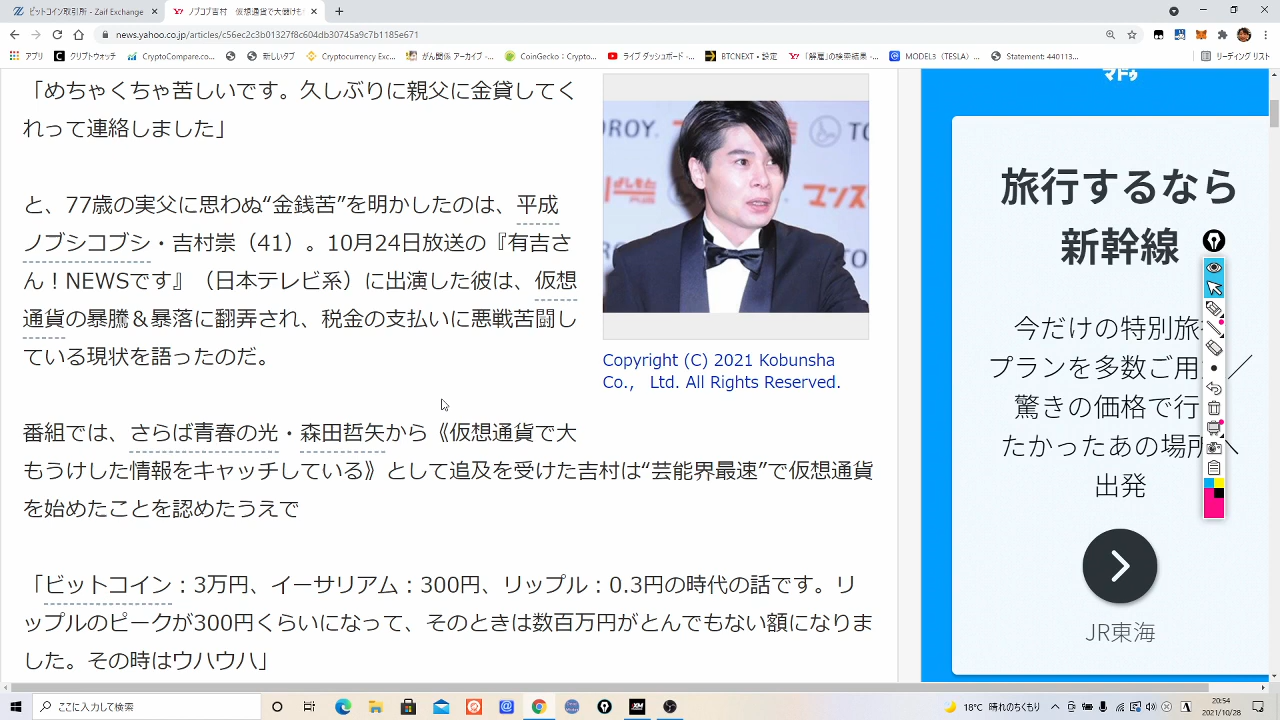 ビットコイン取引所 - Zaif Exchange
ノブコブ吉村 仮想通貨で大儲けも
news.yahoo.co.jp/articles/c56ec2c3b01327f8c604db30745a9c7b1185e671
アプリ
クリプタウォッチ
CryptoComparo...
新しいタブ
Cryptocurrency Exc...
がん関係 アーカイブ -...
CoinGecko：Crypto...
ライブ ダッシュボード -...
BTCNEXT • 設定
「解雇」の検索結果 -...
MODEL3（TESLA）...
Statement: 440113...
リーディング リスト
「めちゃくちゃ苦しいです。久しぶりに親父に金貸してく
れって連絡しました」
と、77歳の実父に思わぬ“金銭苦”を明かしたのは、平成
ノブシコブシ・吉村崇（41）。10月24日放送の『有吉さ
ん！NEWSです』（日本テレビ系）に出演した彼は、仮想
通貨の暴騰＆暴落に翻弄され、税金の支払いに悪戦苦闘し
ている現状を語ったのだ。
Copyright (C) 2021 Kobunsha
Co.， Ltd. All Rights Reserved.
番組では、さらば青春の光・森田哲矢から《仮想通貨で大
もうけした情報をキャッチしている》として追及を受けた吉村は“芸能界最速”で仮想通貨
を始めたことを認めたうえで
「ビットコイン：3万円、イーサリアム：300円、リップル：0.3円の時代の話です。リ
ップルのピークが300円くらいになって、そのときは数百万円がとんでもない額になりま
した。その時はウハウハ」
旅行するなら
新幹線
今だけの特別旅
プランを多数ご用
驚きの価格で行
たかったあの場所へ
出発
JR東海
ここに入力して検索
18°C 晴れのちくもり
20:54
2021/10/28